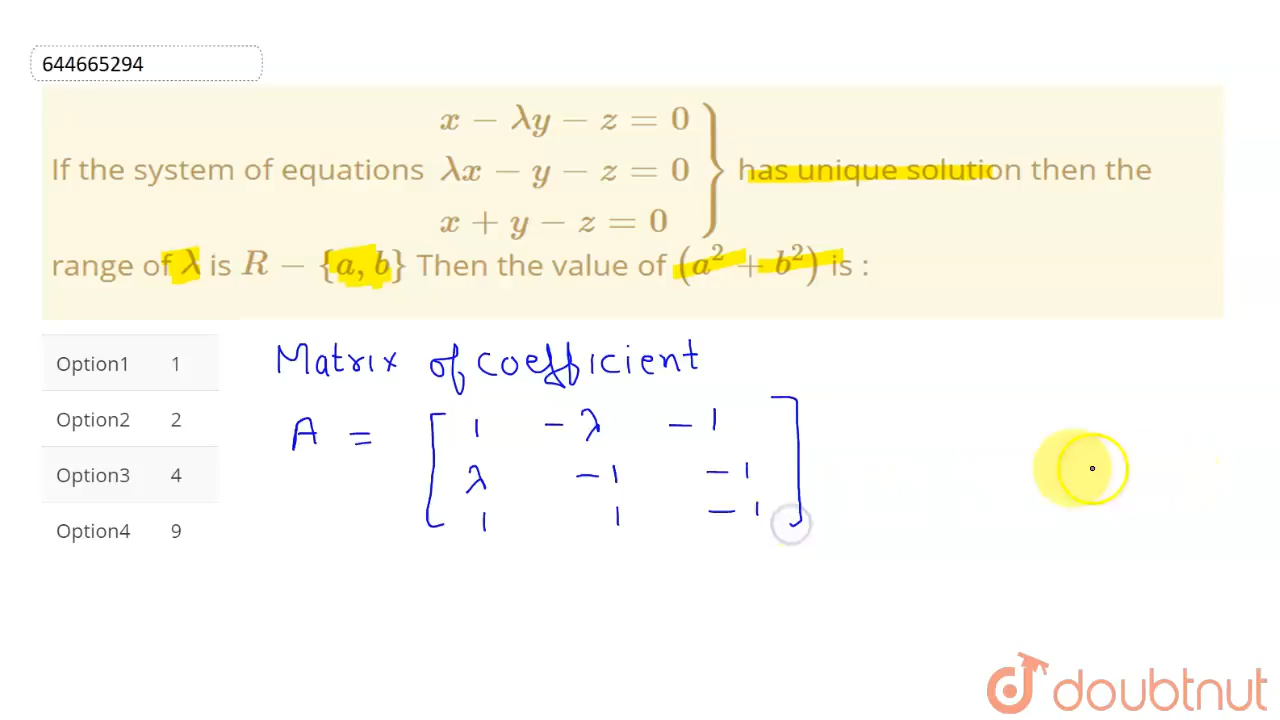 644665294
x − λy − z = 0
If the system of equations λx − y − z = 0 } has unique solution then the
x + y − z = 0
range of λ is R − {a, b} Then the value of (a² + b²) is :
Option1 1
Option2 2
Option3 4
Option4 9
Matrix of coefficient
A = [ 1 −λ −1
λ −1 −1
1 1 −1 ]
doubtnut